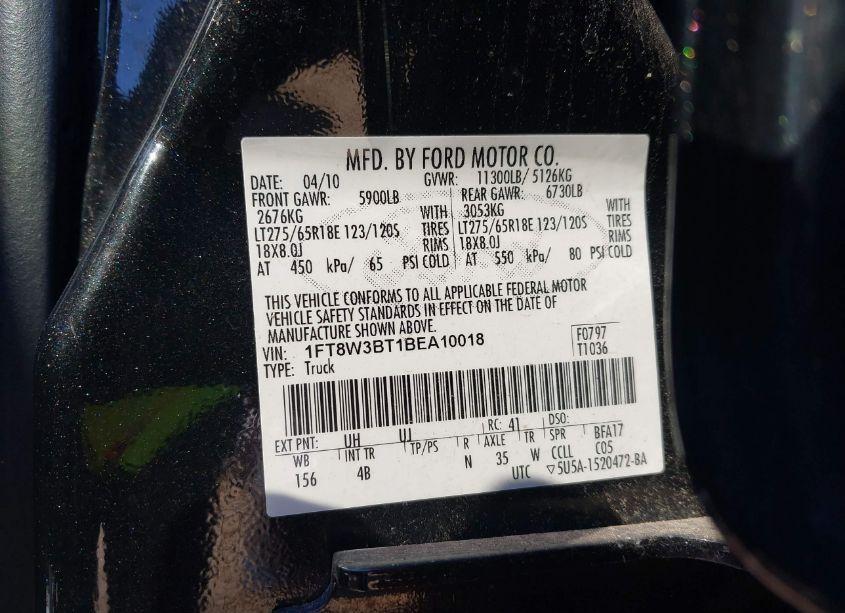 MFD. BY FORD MOTOR CO.
DATE: 04/10 GVWR: 11300LB/ 5126KG
FRONT GAWR: 5900LB REAR GAWR: 6730LB
2676KG WITH 3053KG WITH
LT275/65R18E 123/120S TIRES LT275/65R18E 123/120S TIRES
18X8.0J RIMS 18X8.0J RIMS
AT 450 kPa/ 65 PSI COLD AT 550 kPa/ 80 PSI COLD
THIS VEHICLE CONFORMS TO ALL APPLICABLE FEDERAL MOTOR
VEHICLE SAFETY STANDARDS IN EFFECT ON THE DATE OF
MANUFACTURE SHOWN ABOVE.
VIN: 1FT8W3BT1BEA10018 F0797
TYPE: Truck T1036
EXT PNT: UH UJ RC: 41 DSO:
WB INT TR TP/PS R AXLE TR SPR BFA17
156 4B N 35 W CCLL C05
UTC ▽5U5A-1520472-BA